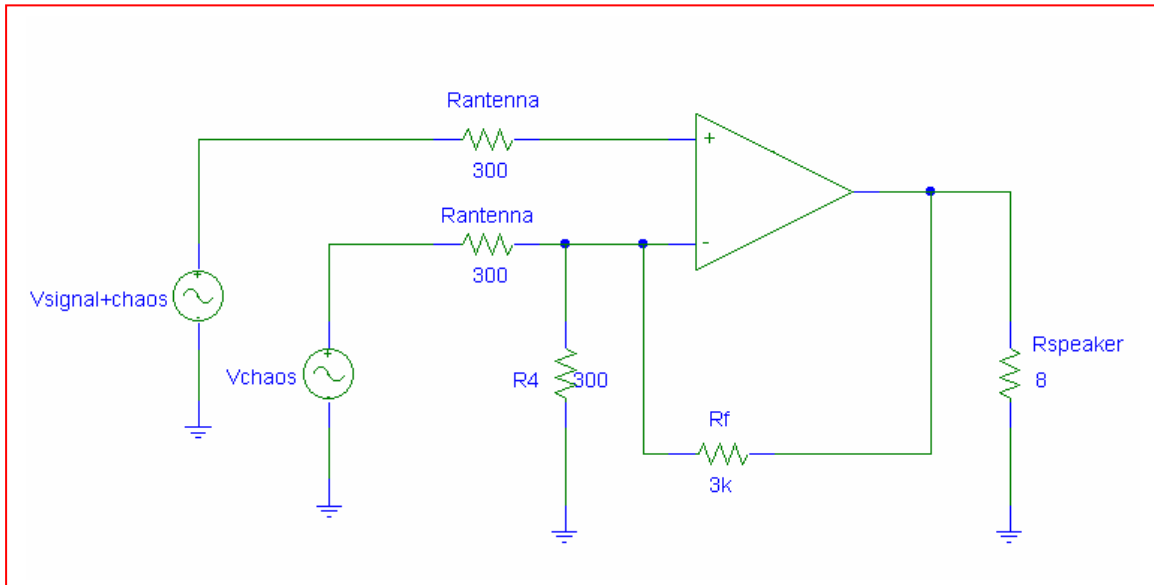 Rantenna
300
+
Rantenna
300
-
+
Vsignal+chaos
-
+
Vchaos
-
R4
300
Rf
3k
Rspeaker
8